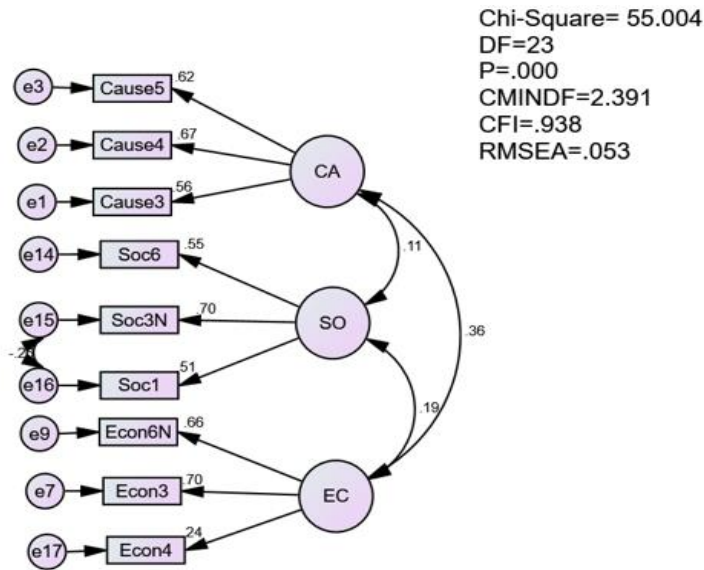 Chi-Square= 55.004
DF=23
P=.000
CMINDF=2.391
CFI=.938
RMSEA=.053
e3 Cause5 .62
e2 Cause4 .67
CA
e1 Cause3 .56
e14 Soc6 .55
.11
e15 Soc3N .70
SO
.36
e16 Soc1 .51
.19
e9 Econ6N .66
e7 Econ3 .70
EC
e17 Econ4 .24